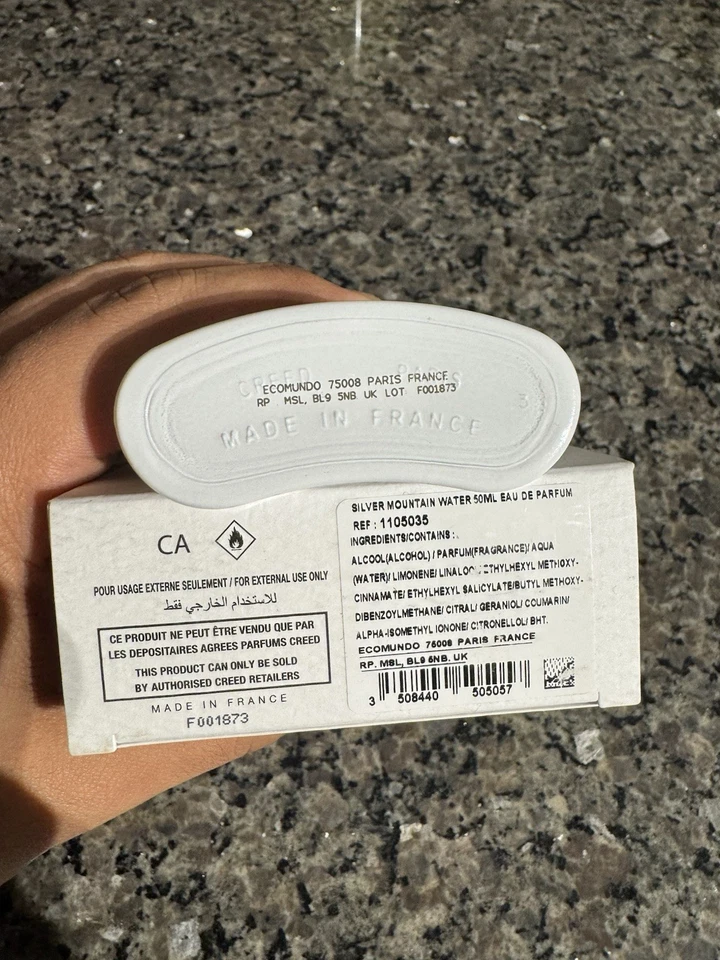 CREED PARIS
ECOMUNDO 75008 PARIS FRANCE
RP. MSL, BL9 5NB UK LOT F001873
3
MADE IN FRANCE
CA
POUR USAGE EXTERNE SEULEMENT / FOR EXTERNAL USE ONLY
للاستخدام الخارجي فقط
CE PRODUIT NE PEUT ÊTRE VENDU QUE PAR
LES DEPOSITAIRES AGREES PARFUMS CREED
THIS PRODUCT CAN ONLY BE SOLD
BY AUTHORISED CREED RETAILERS
MADE IN FRANCE
F001873
SILVER MOUNTAIN WATER 50ML EAU DE PARFUM
REF : 1105035
INGREDIENTS/CONTAINS :
ALCOOL(ALCOHOL) / PARFUM(FRAGRANCE)/ AQUA
(WATER)/ LIMONENE/ LINALOOL/ ETHYLHEXYL METHOXY-
CINNAMATE/ ETHYLHEXYL SALICYLATE/BUTYL METHOXY-
DIBENZOYLMETHANE/ CITRAL/ GERANIOL/ COUMARIN/
ALPHA-ISOMETHYL IONONE/ CITRONELLOL/ BHT.
ECOMUNDO 75008 PARIS FRANCE
RP. MSL, BL9 5NB. UK
3 508440 505057